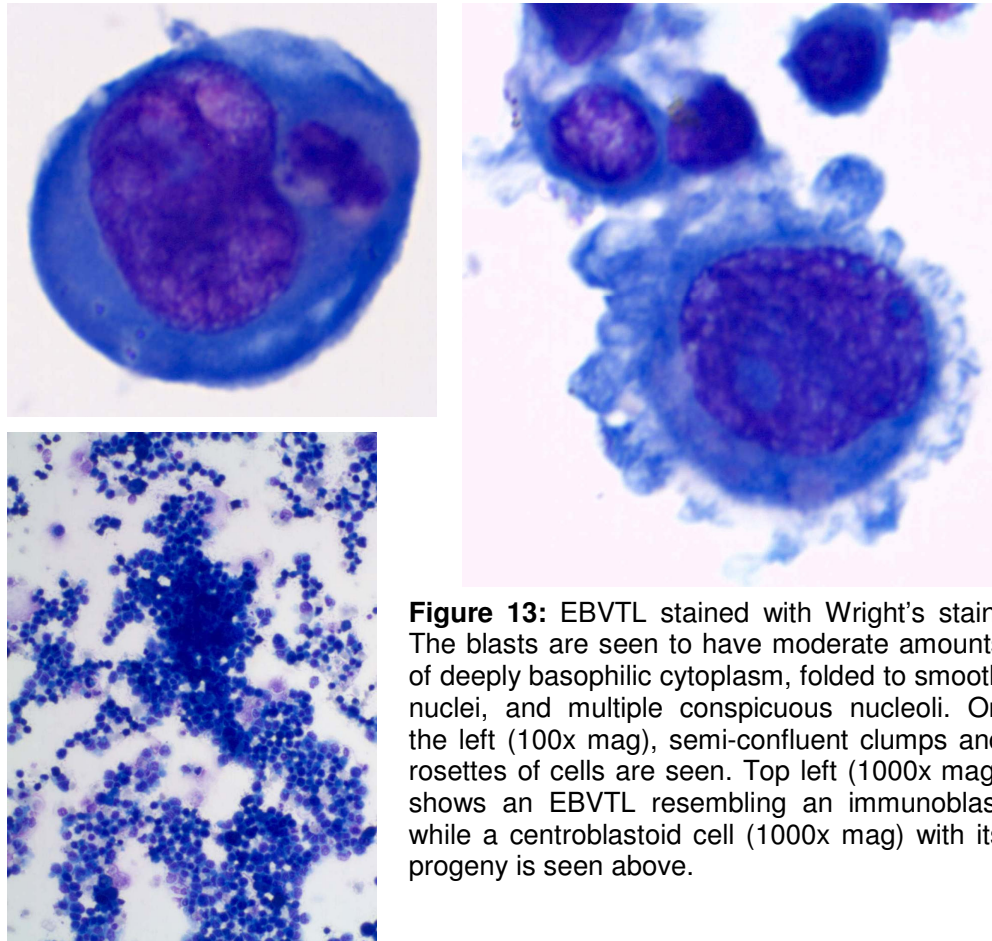 Figure 13: EBVTL stained with Wright's stain
The blasts are seen to have moderate amount
of deeply basophilic cytoplasm, folded to smooth
nuclei, and multiple conspicuous nucleoli. On
the left (100x mag), semi-confluent clumps and
rosettes of cells are seen. Top left (1000x mag
shows an EBVTL resembling an immunoblas
while a centroblastoid cell (1000x mag) with its
progeny is seen above.